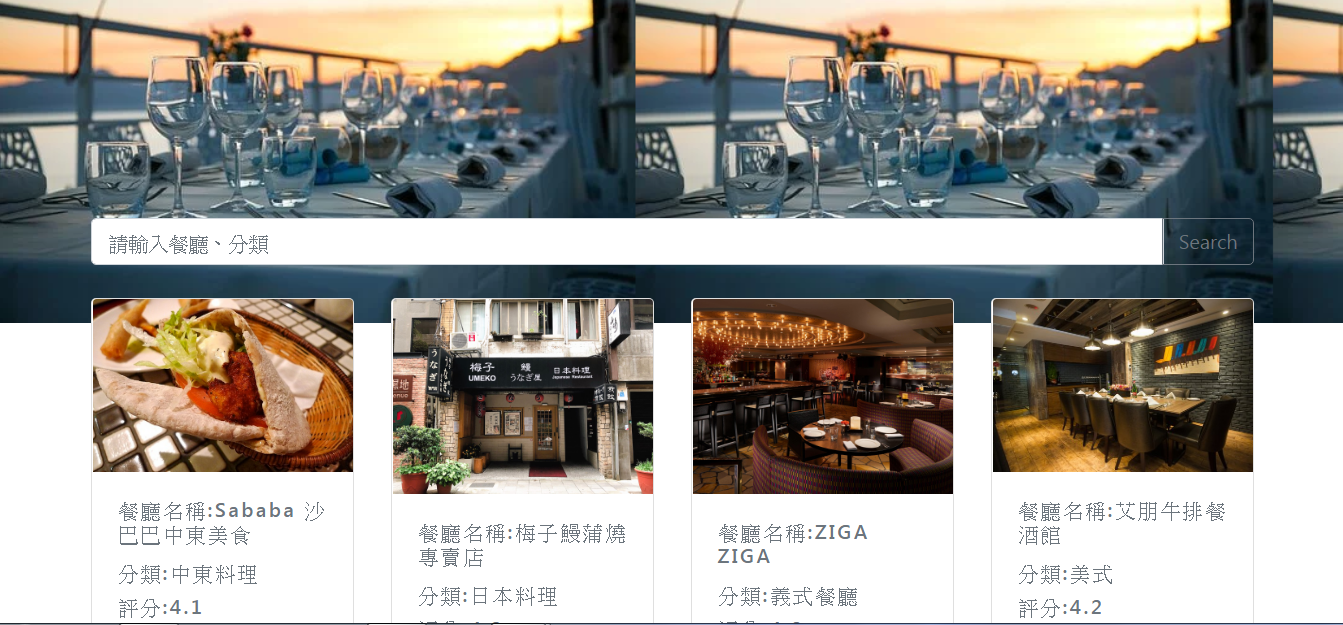 請輸入餐廳、分類
Search
うなぎ
梅子 鰻 日本料理
UMEKO うなぎ屋 Japanese Restaurant
餐廳名稱:Sababa 沙
巴巴中東美食
分類:中東料理
評分:4.1
餐廳名稱:梅子鰻蒲燒
專賣店
分類:日本料理
餐廳名稱:ZIGA
ZIGA
分類:義式餐廳
餐廳名稱:艾朋牛排餐
酒館
分類:美式
評分:4.2